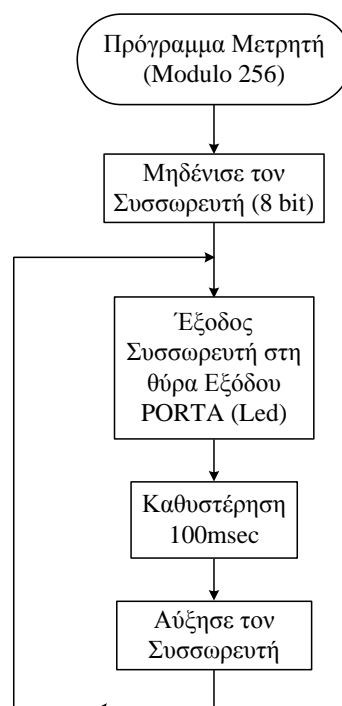 Πρόγραμμα Μετρητή
(Modulo 256)
Μηδένισε τον
Συσσωρευτή (8 bit)
Έξοδος
Συσσωρευτή στη
θύρα Εξόδου
PORTA (Led)
Καθυστέρηση
100msec
Αύξησε τον
Συσσωρευτή